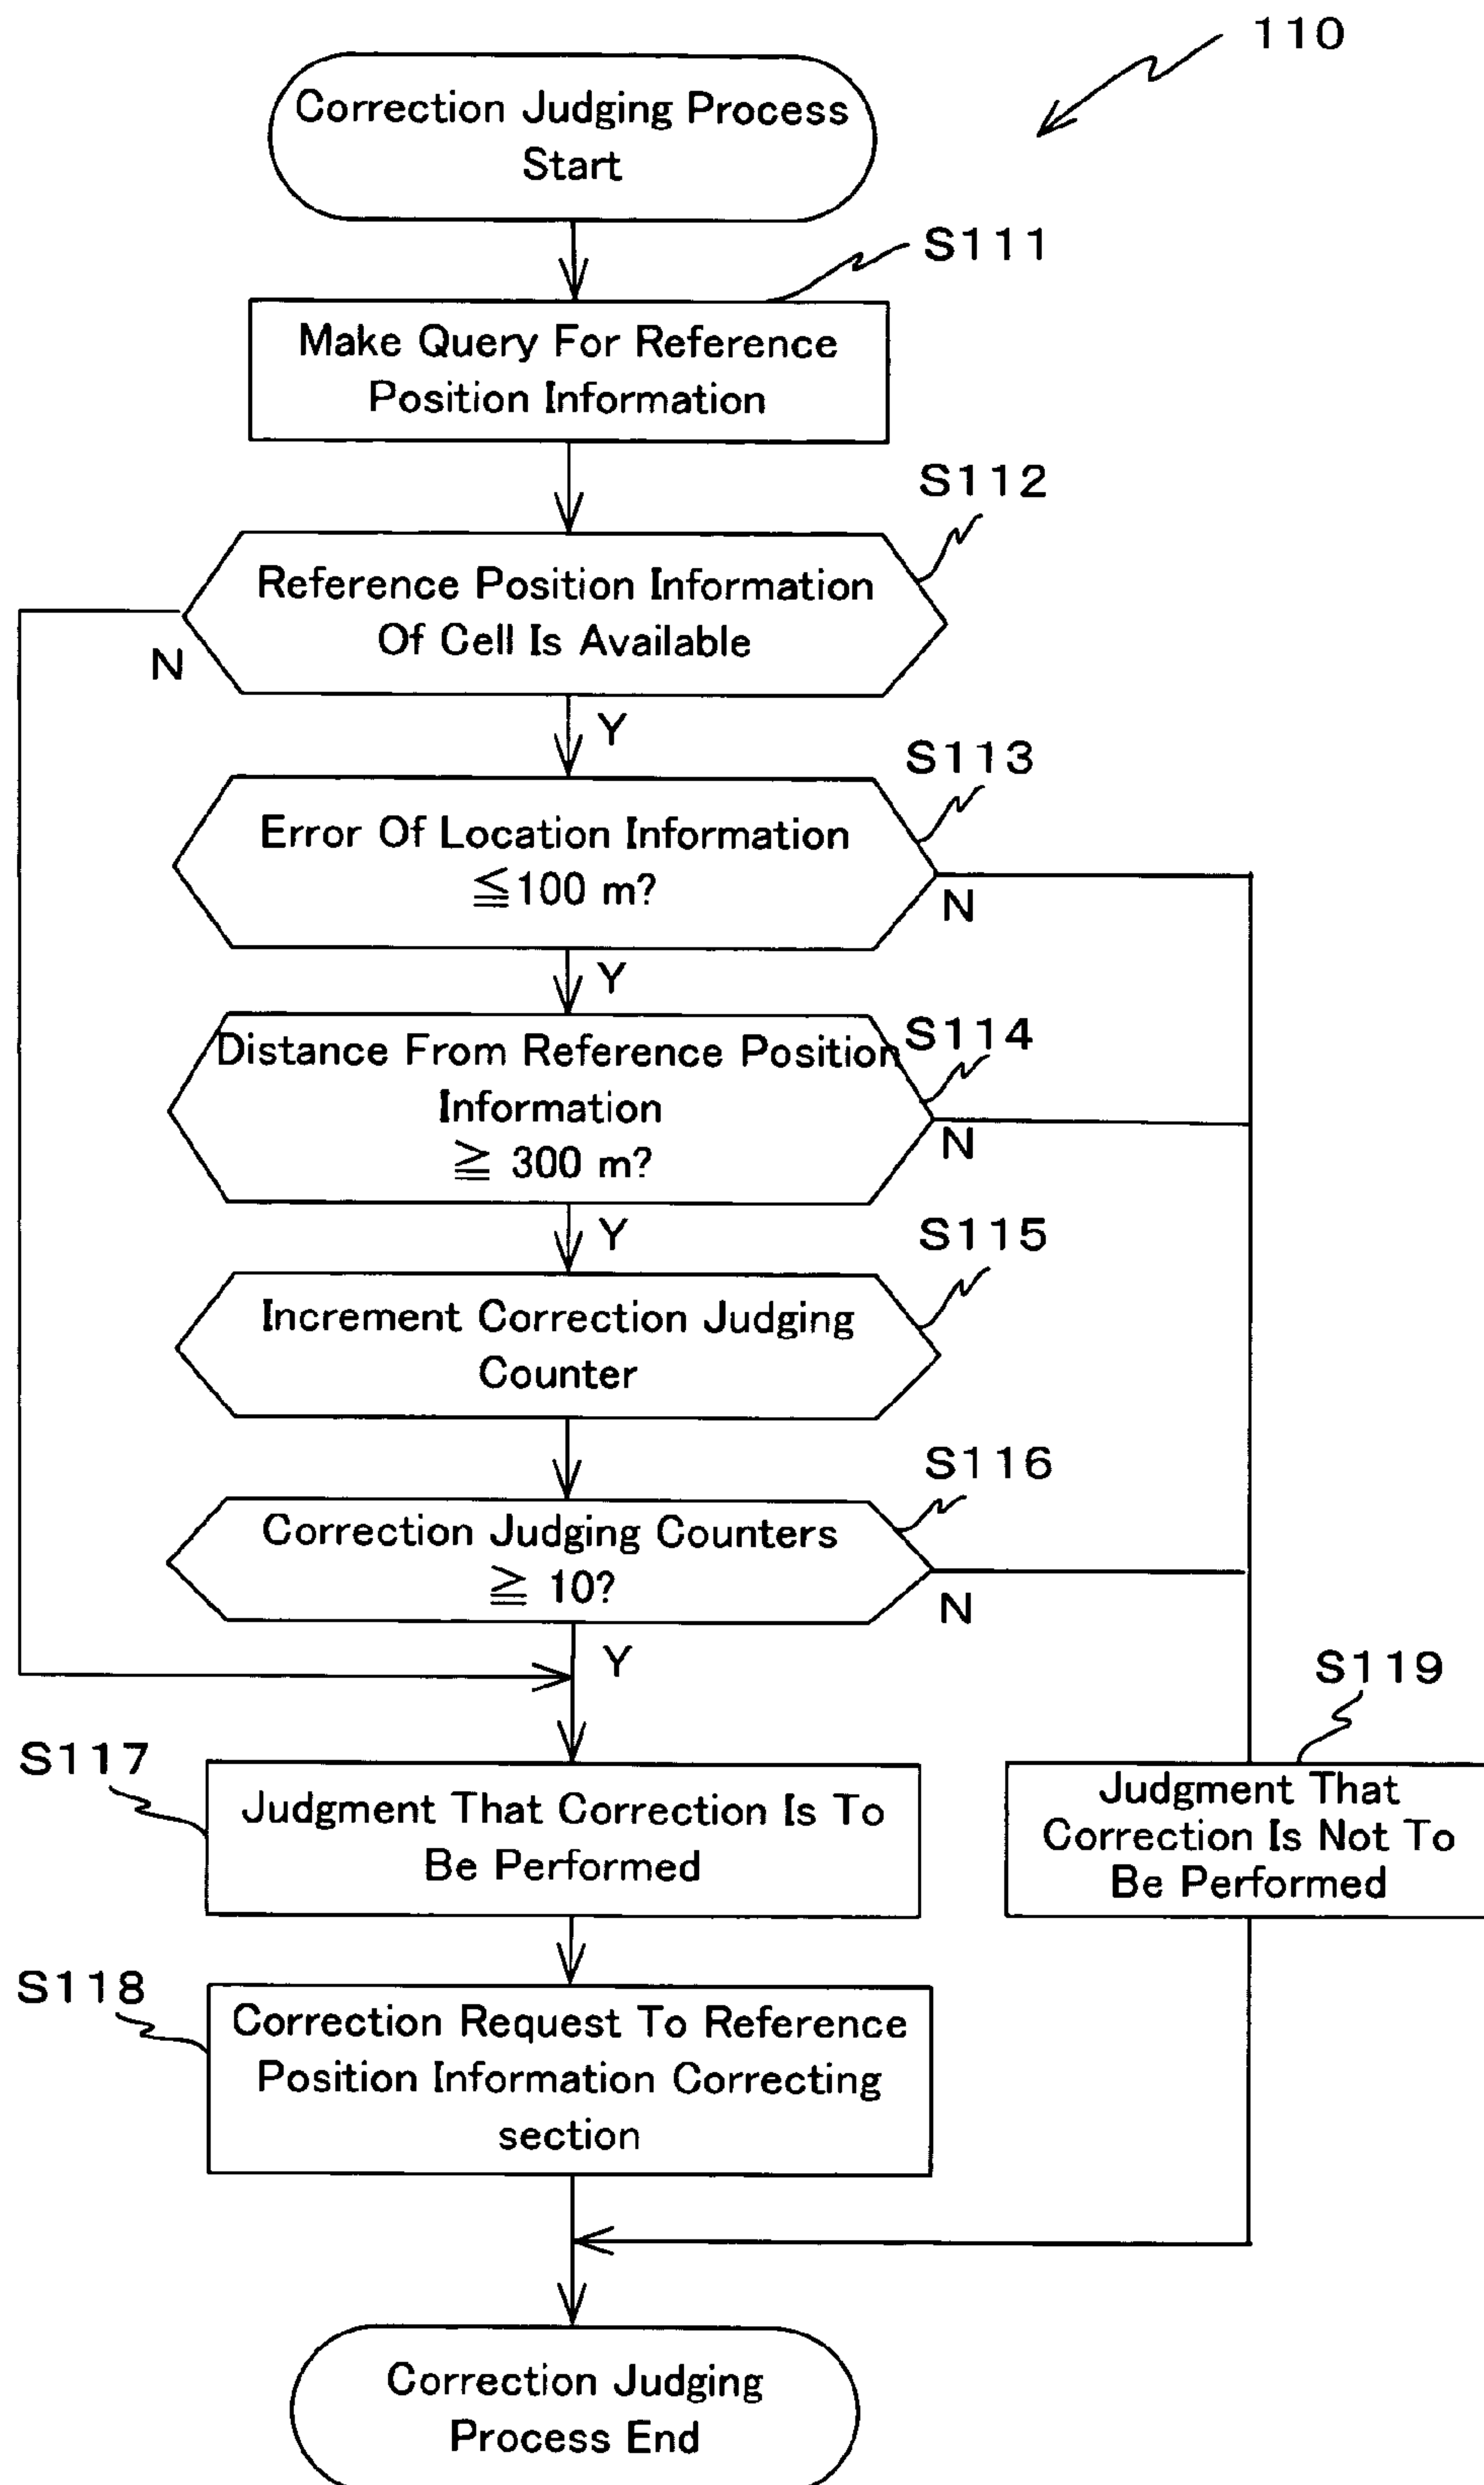 110
Correction Judging Process
Start
S111
Make Query For Reference
Position Information
S112
Reference Position Information
Of Cell Is Available
N
Y
S113
Error Of Location Information
≦100 m?
N
Y
S114
Distance From Reference Position
Information
≧ 300 m?
N
Y
S115
Increment Correction Judging
Counter
S116
Correction Judging Counters
≧ 10?
N
Y
S119
S117
Judgment That Correction Is To
Be Performed
Judgment That
Correction Is Not To
Be Performed
S118
Correction Request To Reference
Position Information Correcting
section
Correction Judging
Process End